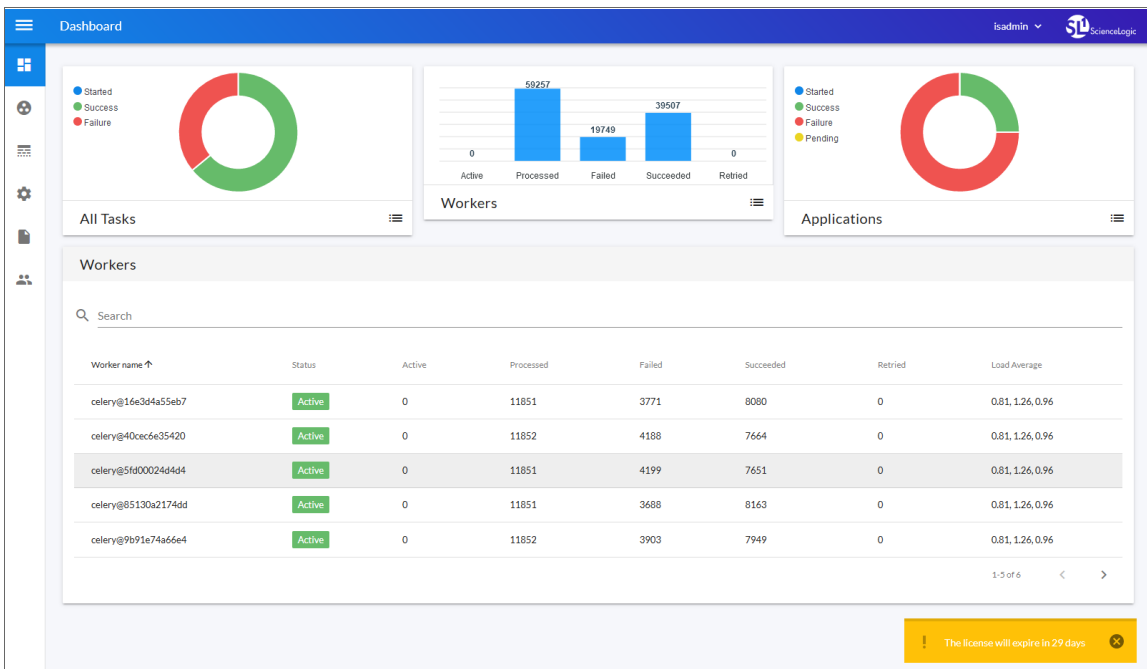 Dashboard
isadmin
SL1 ScienceLogic
Started
Success
Failure
All Tasks
59257
39507
19749
0
0
Active Processed Failed Succeeded Retried
Workers
Started
Success
Failure
Pending
Applications
Workers
Search
Worker name Status Active Processed Failed Succeeded Retried Load Average
celery@16e3d4a55eb7 Active 0 11851 3771 8080 0 0.81, 1.26, 0.96
celery@40cec6e35420 Active 0 11852 4188 7664 0 0.81, 1.26, 0.96
celery@5fd00024d4d4 Active 0 11851 4199 7651 0 0.81, 1.26, 0.96
celery@85130a2174dd Active 0 11851 3688 8163 0 0.81, 1.26, 0.96
celery@9b91e74a66e4 Active 0 11852 3903 7949 0 0.81, 1.26, 0.96
1-5 of 6
! The license will expire in 29 days